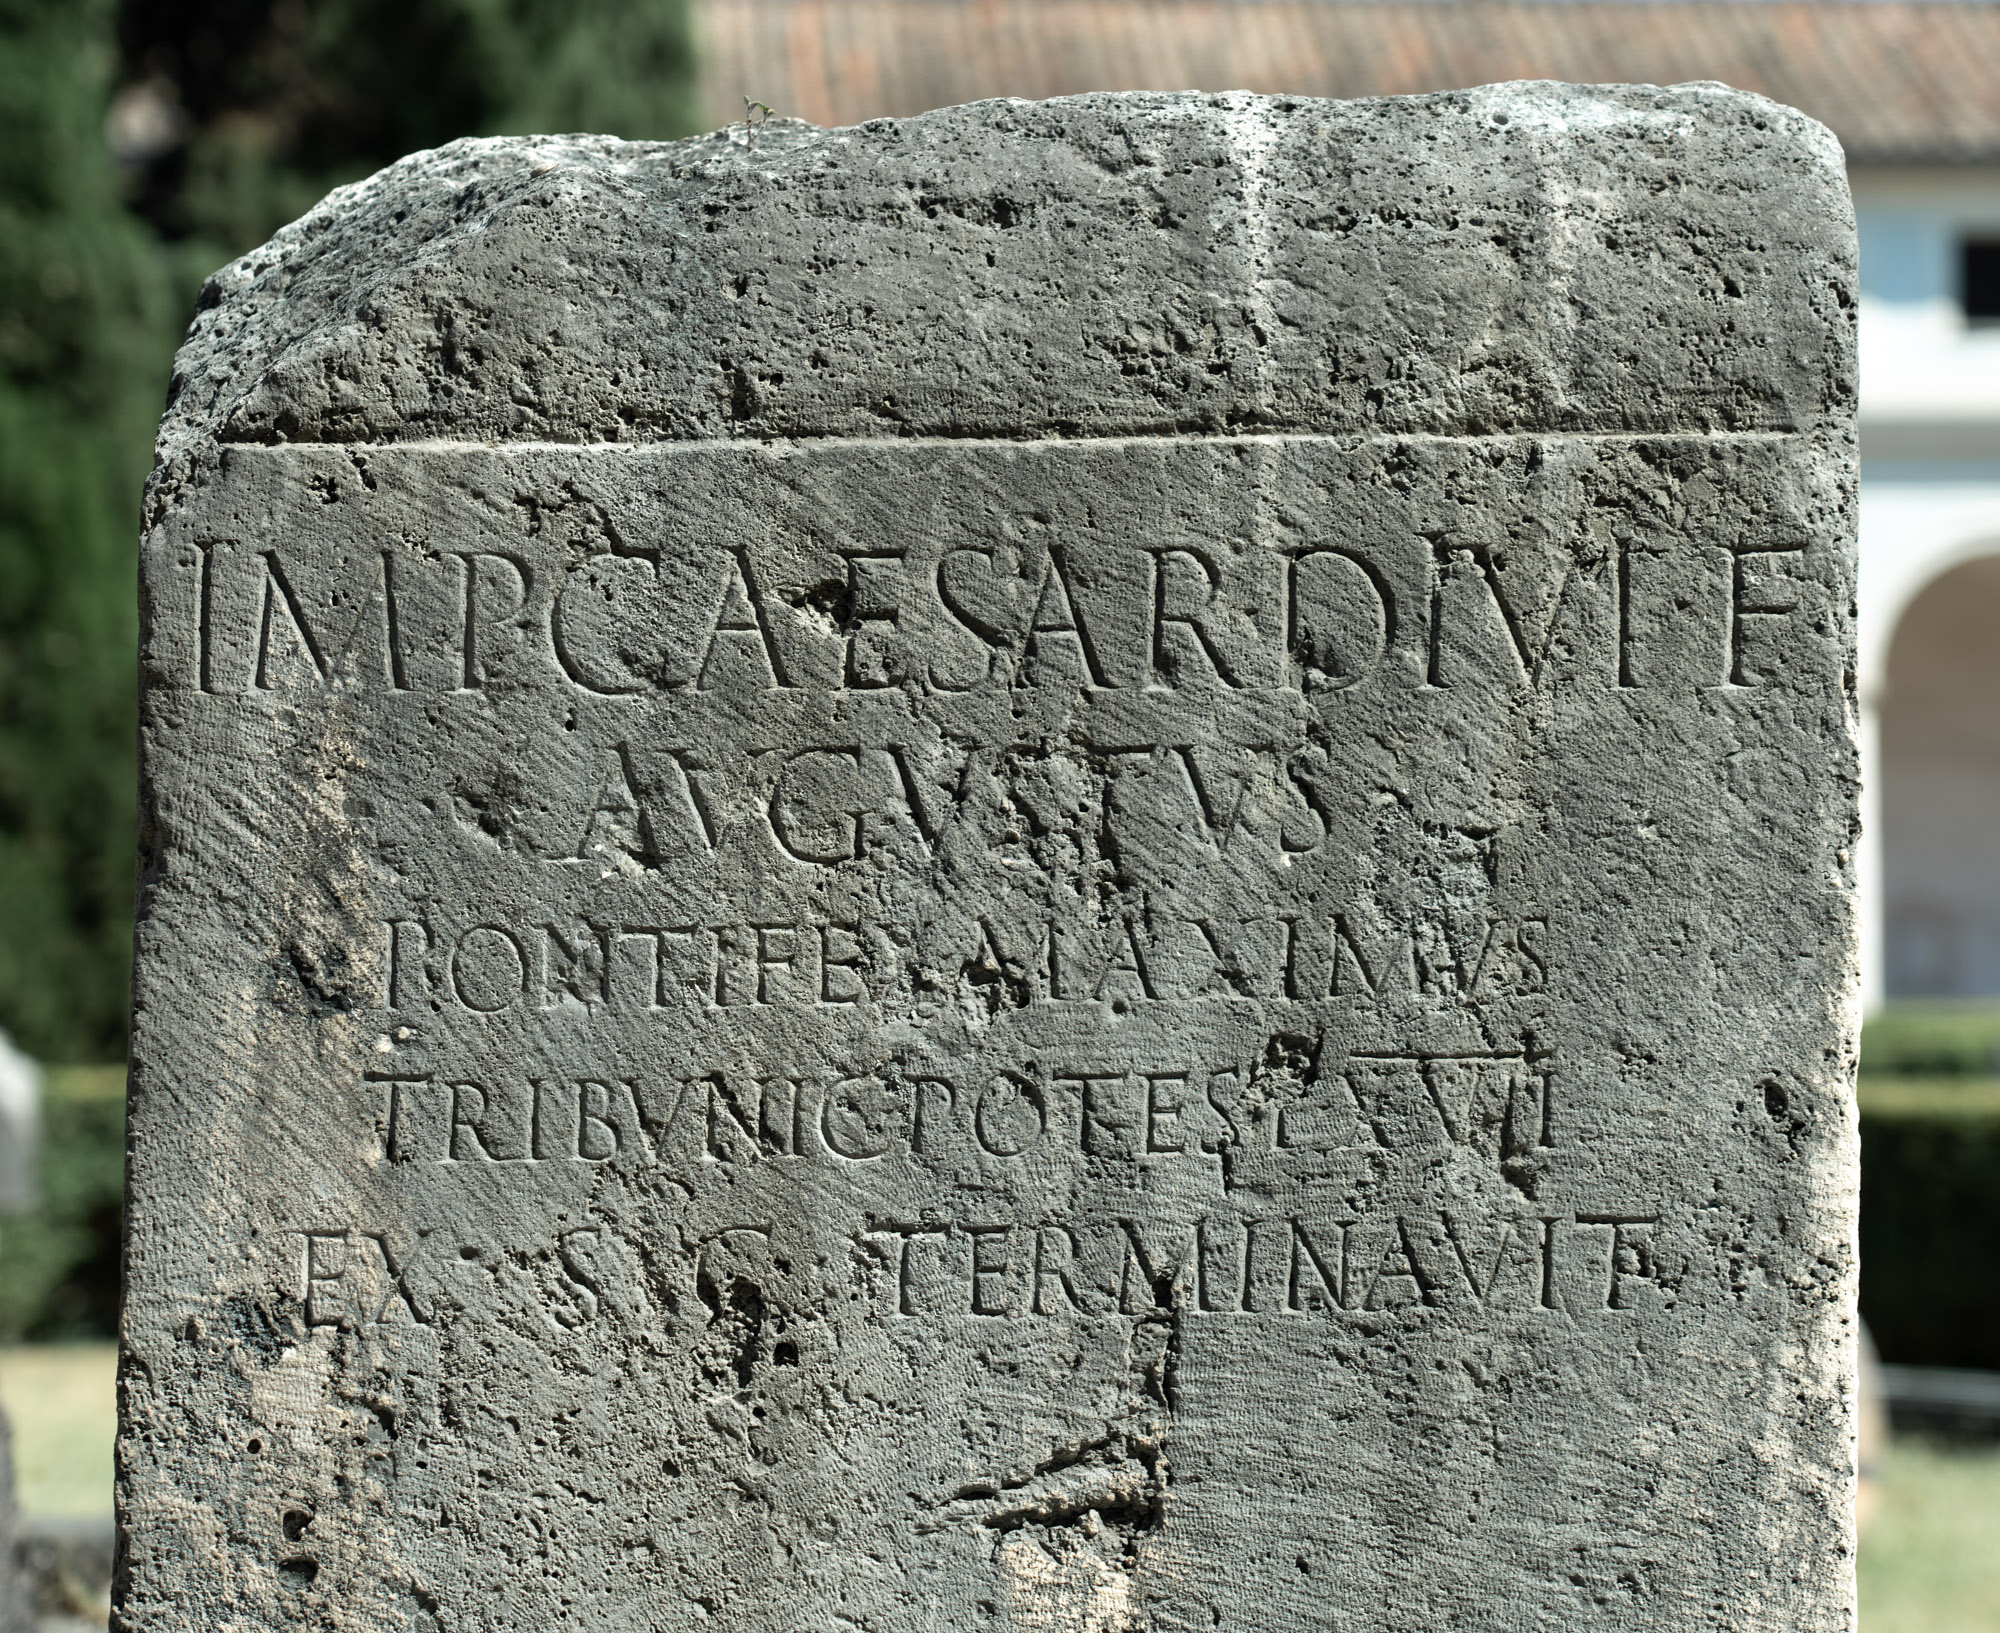 IMP CAESAR DIVI F
AVGVSTVS
PONTIFEX MAXIMVS
TRIBVNIC POTEST XVII
EX S C TERMINAVIT